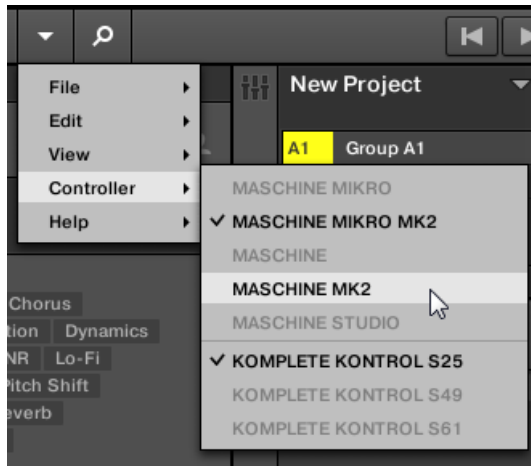 File
Edit
View
Controller
Help
New Project
A1 Group A1
MASCHINE MIKRO
MASCHINE MIKRO MK2
MASCHINE
MASCHINE MK2
MASCHINE STUDIO
KOMPLETE KONTROL S25
KOMPLETE KONTROL S49
KOMPLETE KONTROL S61
Chorus
tion Dynamics
NR Lo-Fi
Pitch Shift
everb